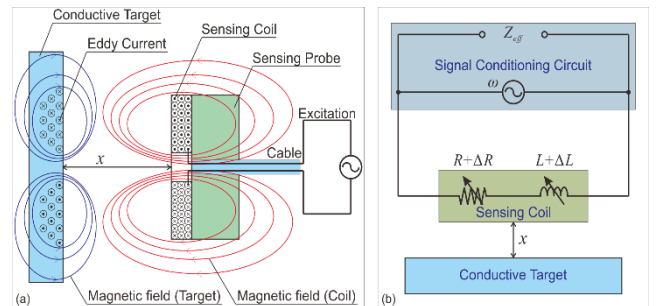 Conductive Target
Eddy Current
Sensing Coil
Sensing Probe
Excitation
Cable
x
(a)
Magnetic field (Target)
Magnetic field (Coil)
Z_eff
Signal Conditioning Circuit
ω
R+ΔR
L+ΔL
Sensing Coil
x
Conductive Target
(b)